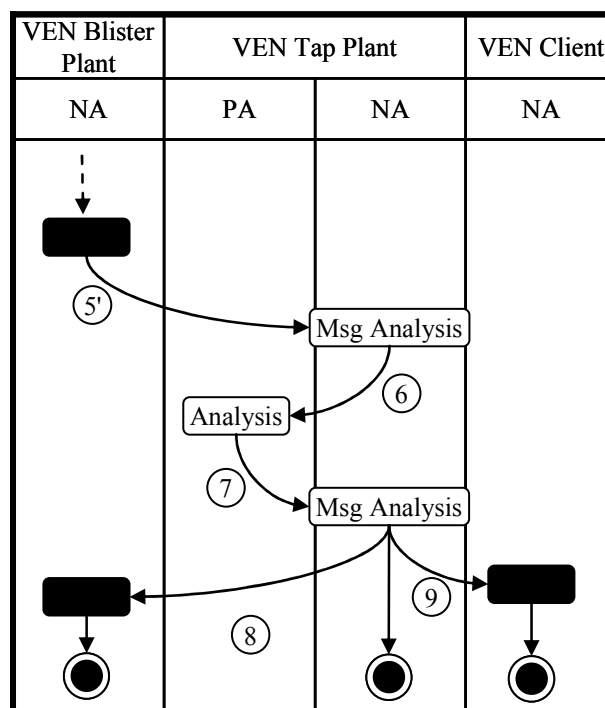 VEN Blister
Plant
VEN Tap Plant
VEN Client
NA
PA
NA
NA
5'
Msg Analysis
6
Analysis
7
Msg Analysis
9
8